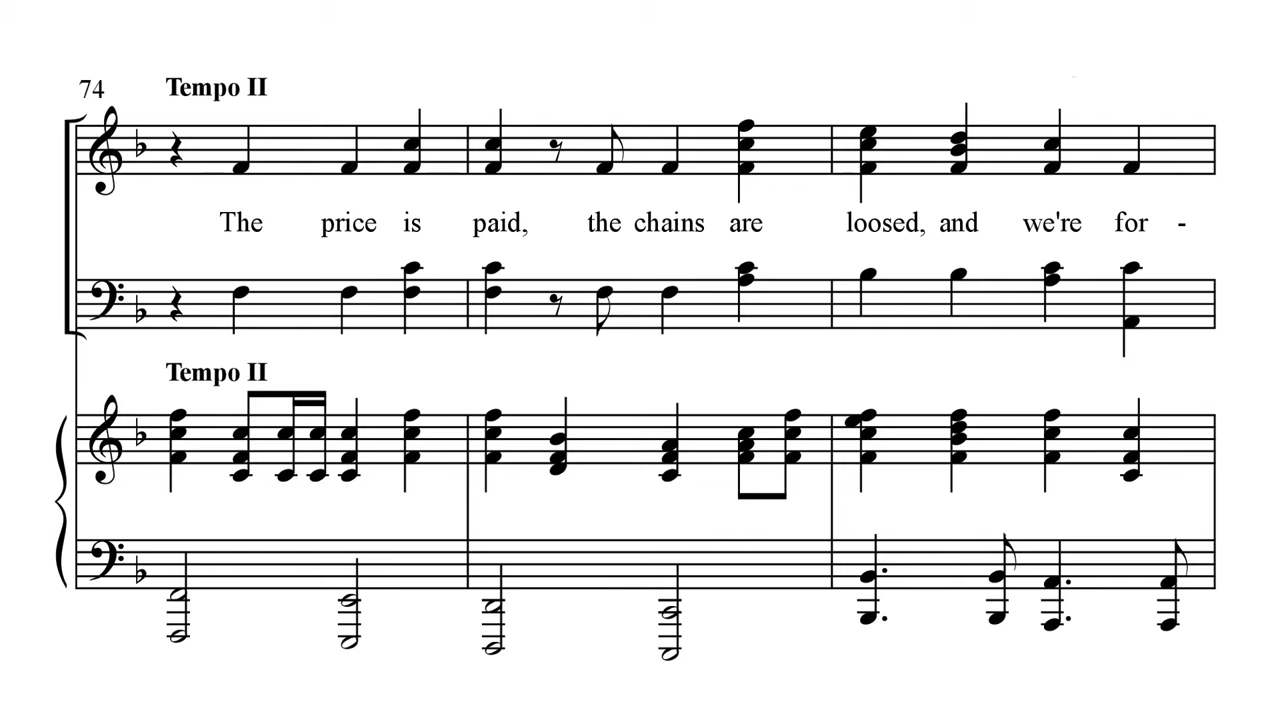 74 Tempo II
The price is paid, the chains are loosed, and we're for -
Tempo II